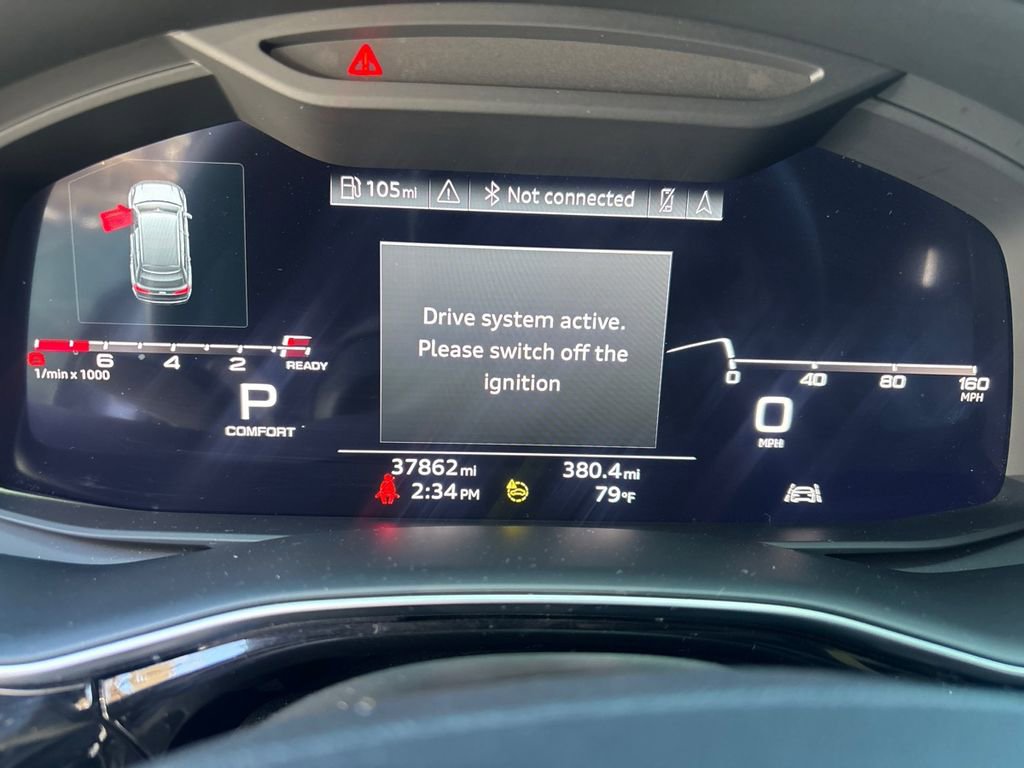 105mi
Not connected
Drive system active.
Please switch off the
ignition
8 6 4 2 READY
1/min x 1000
P
COMFORT
0 40 80 160
MPH
0
MPH
37862mi 380.4mi
2:34PM 79°F